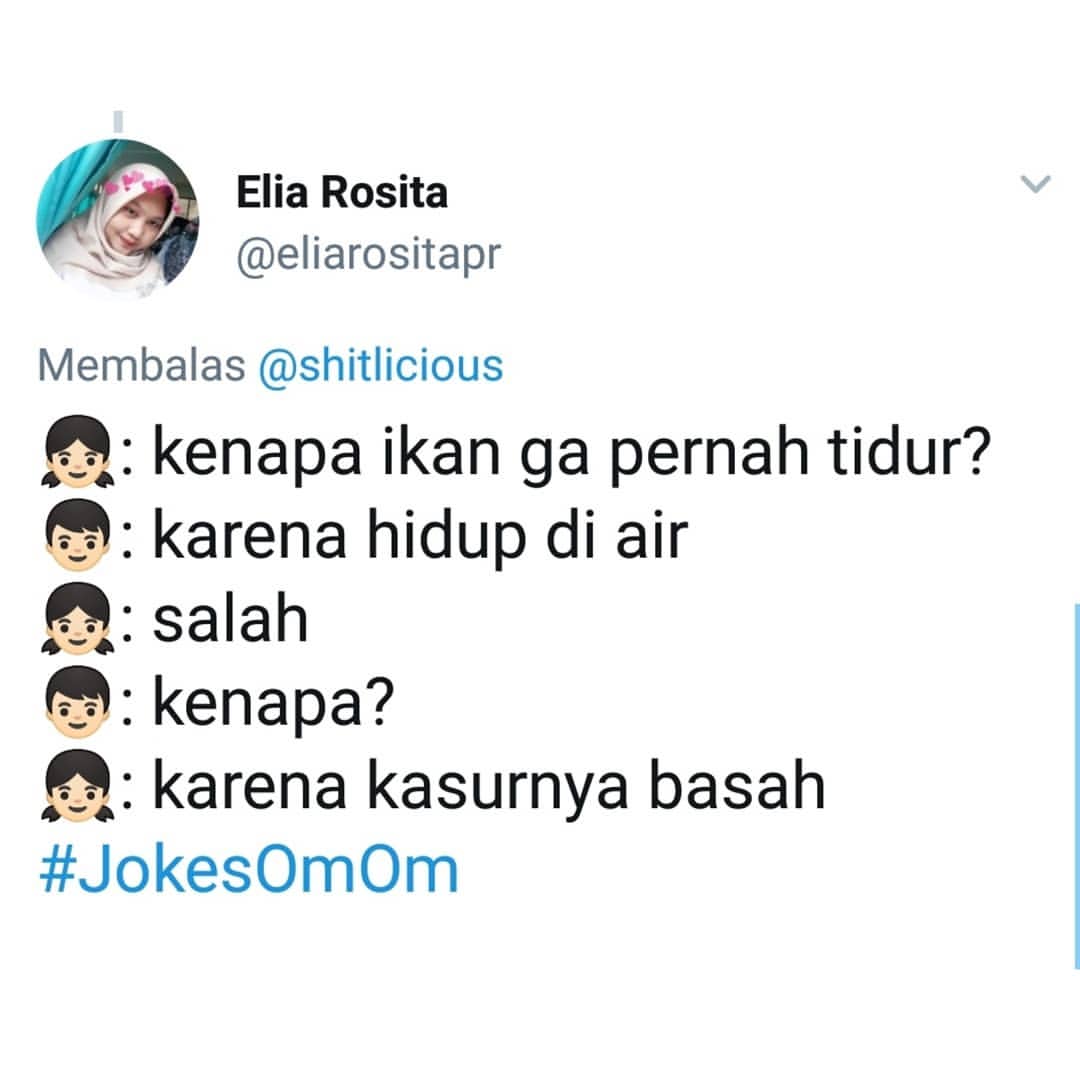 Elia Rosita
@eliarositapr
Membalas @shitlicious
👧🏻: kenapa ikan ga pernah tidur?
👦🏻: karena hidup di air
👧🏻: salah
👦🏻: kenapa?
👧🏻: karena kasurnya basah
#JokesOmOm